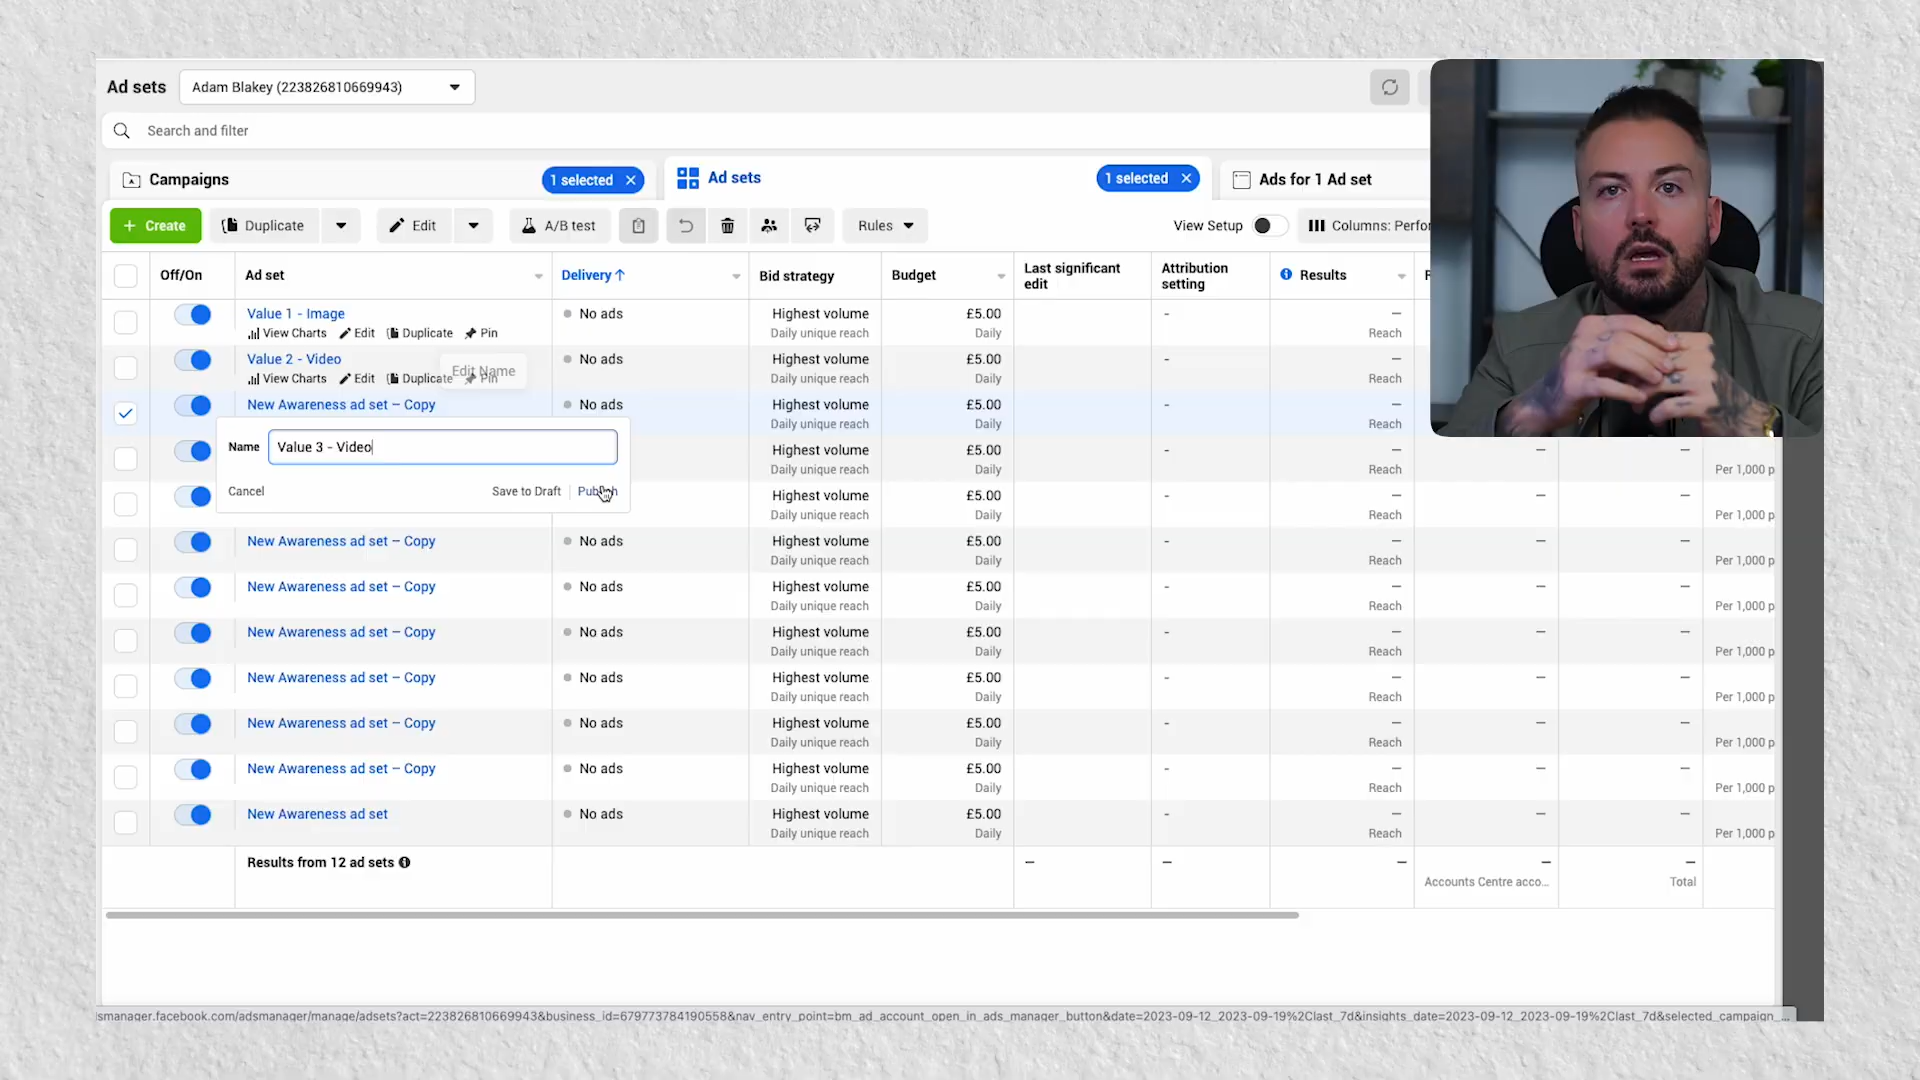 Ad sets
Adam Blakey (223826810669943)
Search and filter
Campaigns
1 selected
Ad sets
1 selected
Ads for 1 Ad set
+ Create
Duplicate
Edit
A/B test
Rules
View Setup
Columns: Perfor
Off/On
Ad set
Delivery ↑
Bid strategy
Budget
Last significant
edit
Attribution
setting
Results
Value 1 - Image
No ads
Highest volume
£5.00
-
—
View Charts
Edit
Duplicate
Pin
Daily unique reach
Daily
Reach
Value 2 - Video
No ads
Highest volume
£5.00
-
—
Edit Name
View Charts
Edit
Duplicate
Pin
Daily unique reach
Daily
Reach
New Awareness ad set – Copy
No ads
Highest volume
£5.00
-
—
Daily unique reach
Daily
Reach
Name
Value 3 - Video
Highest volume
£5.00
-
—
—
—
Daily unique reach
Daily
Reach
Per 1,000 p
Cancel
Save to Draft
Publish
Highest volume
£5.00
-
—
—
—
Daily unique reach
Daily
Reach
Per 1,000 p
New Awareness ad set – Copy
No ads
Highest volume
£5.00
-
—
—
—
Daily unique reach
Daily
Reach
Per 1,000 p
New Awareness ad set – Copy
No ads
Highest volume
£5.00
-
—
—
—
Daily unique reach
Daily
Reach
Per 1,000 p
New Awareness ad set – Copy
No ads
Highest volume
£5.00
-
—
—
—
Daily unique reach
Daily
Reach
Per 1,000 p
New Awareness ad set – Copy
No ads
Highest volume
£5.00
-
—
—
—
Daily unique reach
Daily
Reach
Per 1,000 p
New Awareness ad set – Copy
No ads
Highest volume
£5.00
-
—
—
—
Daily unique reach
Daily
Reach
Per 1,000 p
New Awareness ad set – Copy
No ads
Highest volume
£5.00
-
—
—
—
Daily unique reach
Daily
Reach
Per 1,000 p
New Awareness ad set
No ads
Highest volume
£5.00
-
—
—
—
Daily unique reach
Daily
Reach
Per 1,000 p
Results from 12 ad sets
—
—
—
—
—
Accounts Centre acco...
Total
smanager.facebook.com/adsmanager/manage/adsets?act=223826810669943&business_id=679773784190558&nav_entry_point=bm_ad_account_open_in_ads_manager_button&date=2023-09-12_2023-09-19%2Clast_7d&insights_date=2023-09-12_2023-09-19%2Clast_7d&selected_campaign_...